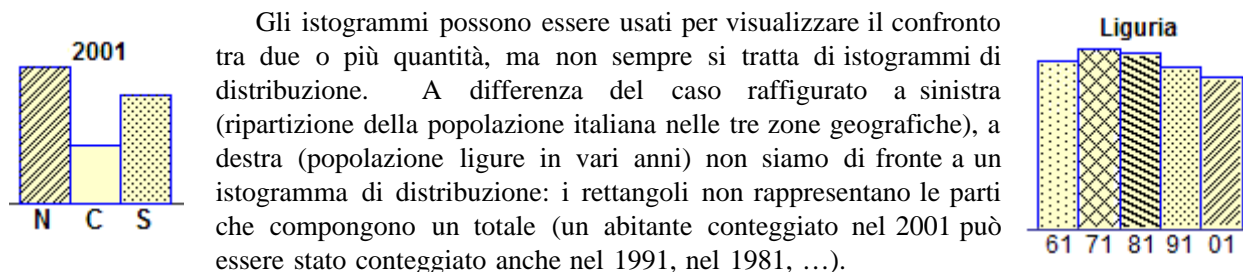 2001
N C S
Gli istogrammi possono essere usati per visualizzare il confronto
tra due o più quantità, ma non sempre si tratta di istogrammi di
distribuzione. A differenza del caso raffigurato a sinistra
(ripartizione della popolazione italiana nelle tre zone geografiche), a
destra (popolazione ligure in vari anni) non siamo di fronte a un
istogramma di distribuzione: i rettangoli non rappresentano le parti
che compongono un totale (un abitante conteggiato nel 2001 può
essere stato conteggiato anche nel 1991, nel 1981, …).
Liguria
61 71 81 91 01